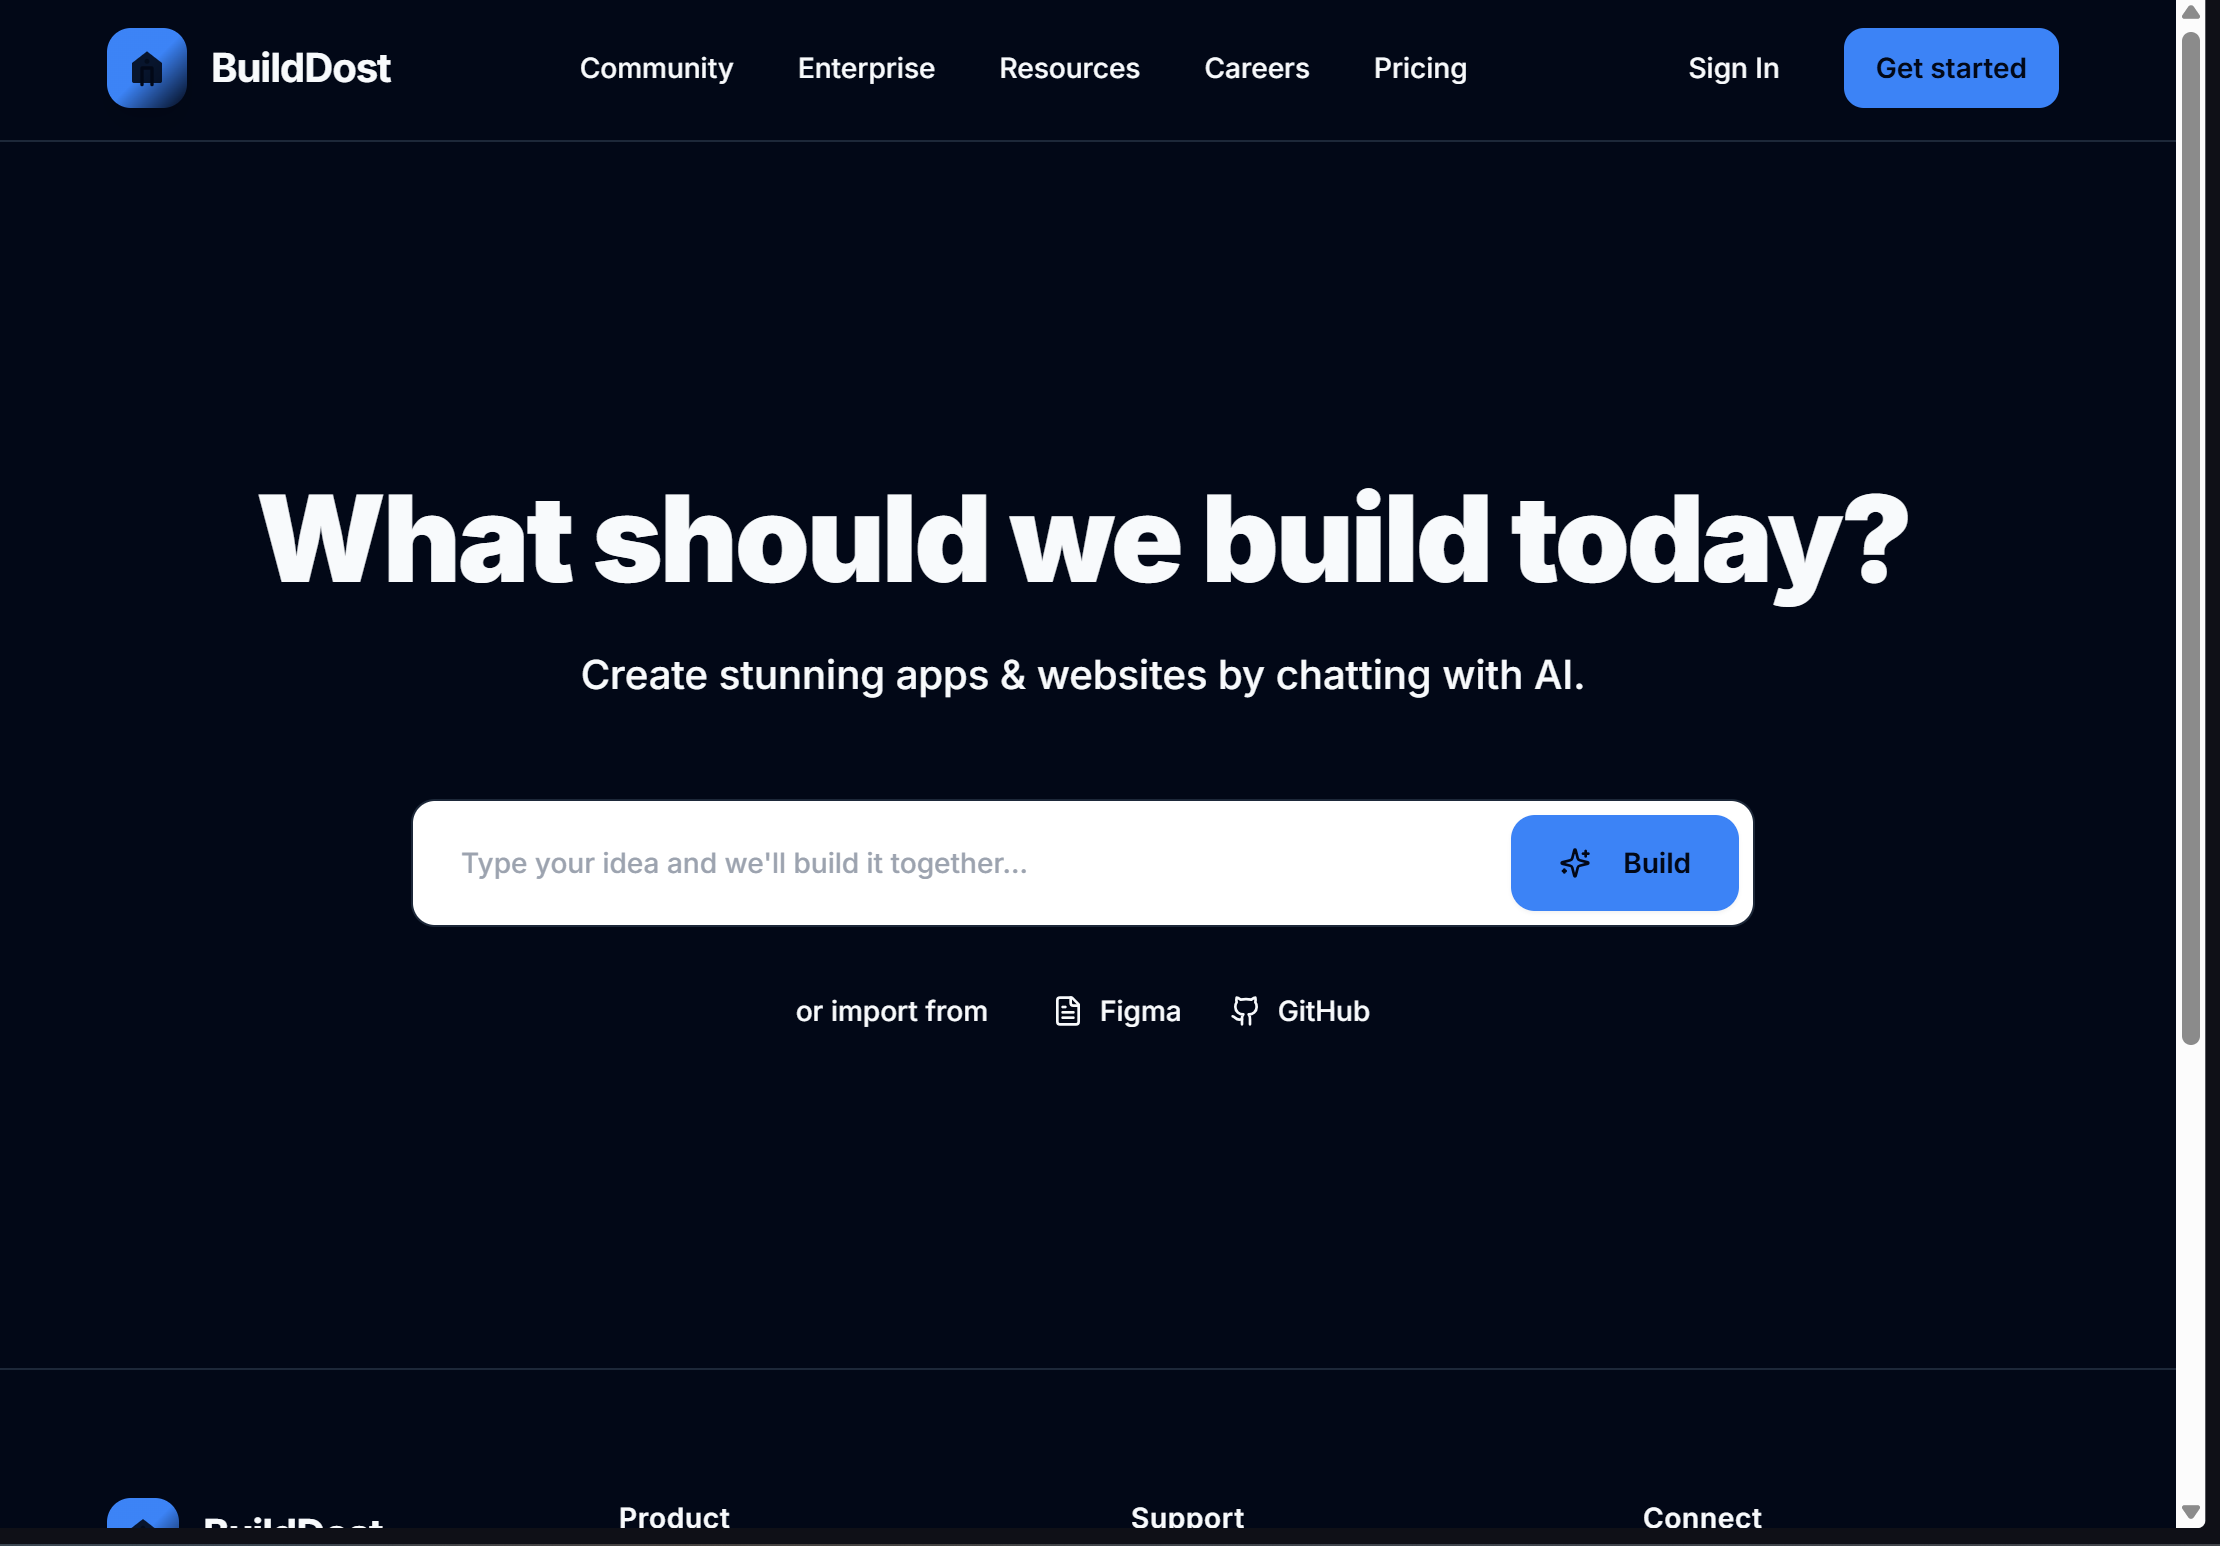 BuildDost
Community Enterprise Resources Careers Pricing
Sign In
Get started
What should we build today?
Create stunning apps & websites by chatting with AI.
Type your idea and we'll build it together...
Build
or import from Figma GitHub
BuildDost
Product
Support
Connect